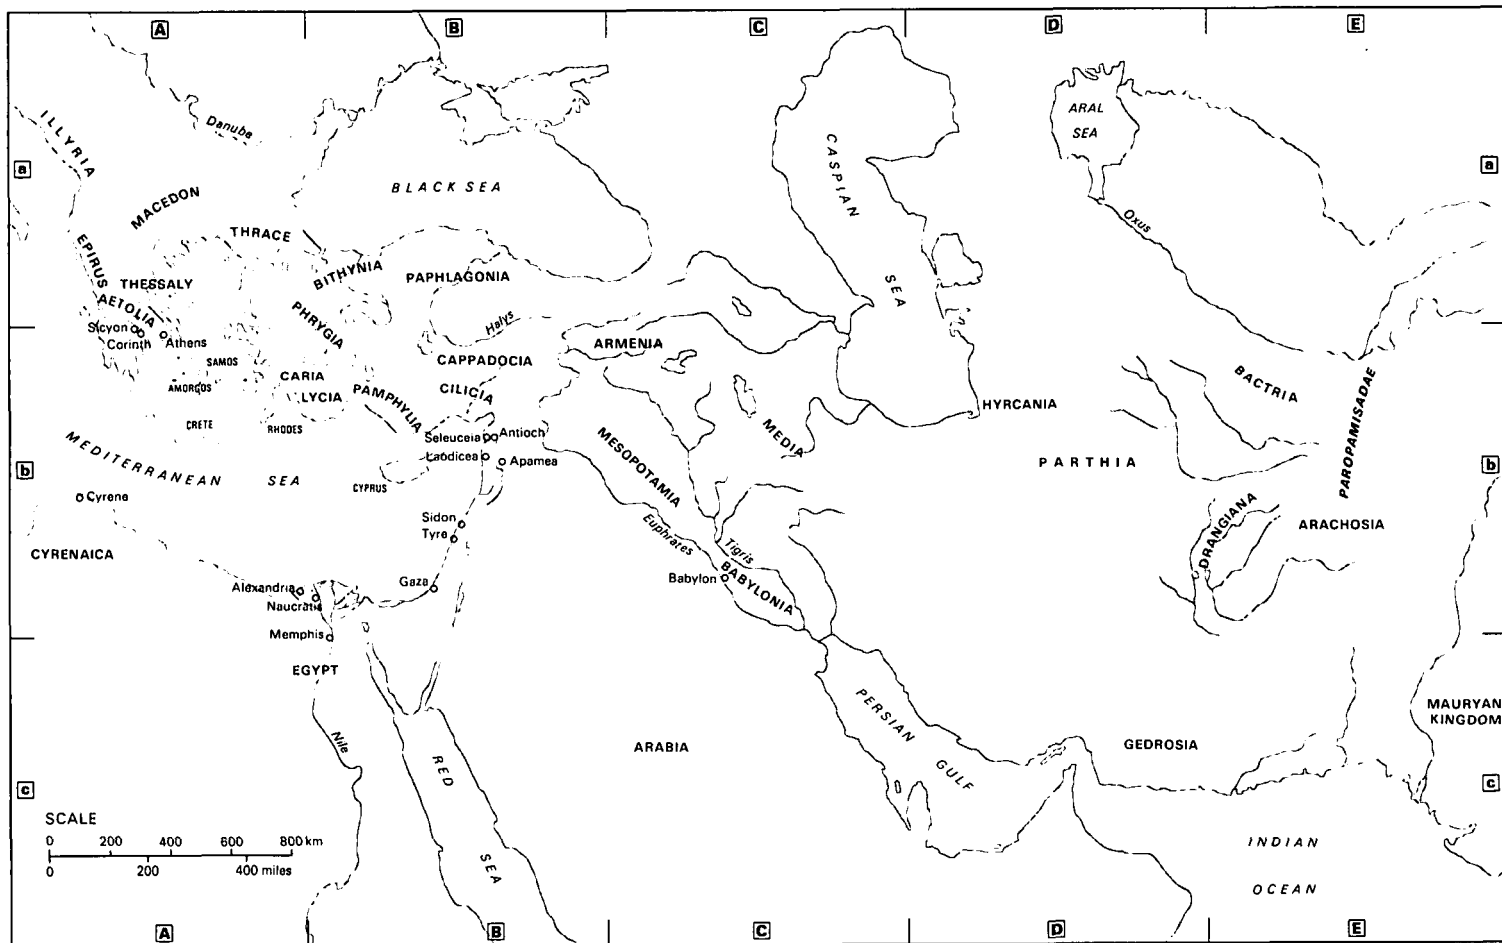 A
B
C
D
E
a
a
ILLYRIA
Danube
BLACK SEA
CASPIAN
SEA
ARAL
SEA
Oxus
MACEDON
THRACE
EPIRUS
BITHYNIA
PAPHLAGONIA
THESSALY
AETOLIA
PHRYGIA
Halys
Sicyon
Corinth
Athens
ARMENIA
SAMOS
CAPPADOCIA
AMORGOS
CARIA
CILICIA
LYCIA
PAMPHYLIA
BACTRIA
HYRCANIA
PAROPAMISADAE
CRETE
RHODES
MEDITERRANEAN SEA
Seleuceia
Antioch
Laodicea
Apamea
MESOPOTAMIA
MEDIA
PARTHIA
b
b
CYPRUS
Cyrene
CYRENAICA
Sidon
Tyre
Euphrates
Tigris
DRANGIANA
ARACHOSIA
Alexandria
Naucratis
Gaza
Babylon
BABYLONIA
Memphis
EGYPT
Nile
RED
SEA
ARABIA
PERSIAN
GULF
GEDROSIA
MAURYAN
KINGDOM
c
c
SCALE
0 200 400 600 800 km
0 200 400 miles
INDIAN
OCEAN
A
B
C
D
E